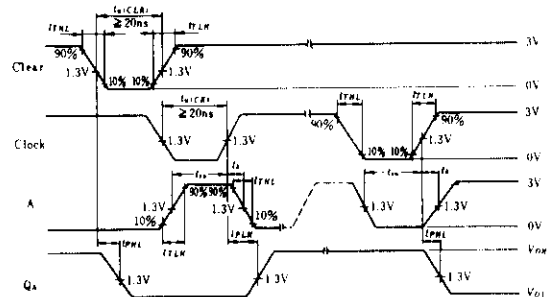 tw(CLR)
≧20ns
tTHL
tTLH
90%
90%
3V
Clear
1.3V
10%
10%
1.3V
0V
tw(CK)
≧20ns
tTHL
tTLH
3V
90%
90%
Clock
1.3V
1.3V
10%
10%
1.3V
0V
tsu
th
tTHL
tsu
th
3V
90%
90%
A
1.3V
1.3V
1.3V
1.3V
10%
10%
0V
tPHL
tTLH
tPLH
tPHL
VOH
QA
1.3V
1.3V
1.3V
VOL